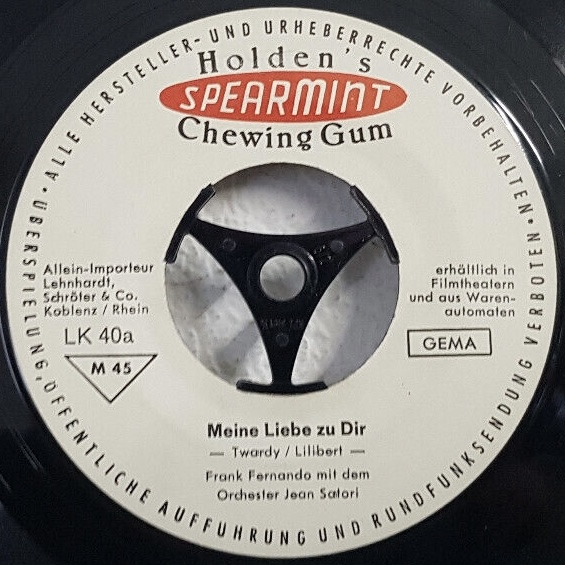 ALLE HERSTELLER- UND URHEBERRECHTE VORBEHALTEN · ÜBERSPIELUNG, ÖFFENTLICHE AUFFÜHRUNG UND RUNDFUNKSENDUNG VERBOTEN ·
Holden's
SPEARMINT
Chewing Gum
Allein-Importeur
Lehnhardt,
Schröter & Co.
Koblenz / Rhein
erhältlich in
Filmtheatern
und aus Waren-
automaten
LK 40a
M 45
GEMA
Meine Liebe zu Dir
— Twardy / Lilibert —
Frank Fernando mit dem
Orchester Jean Satori